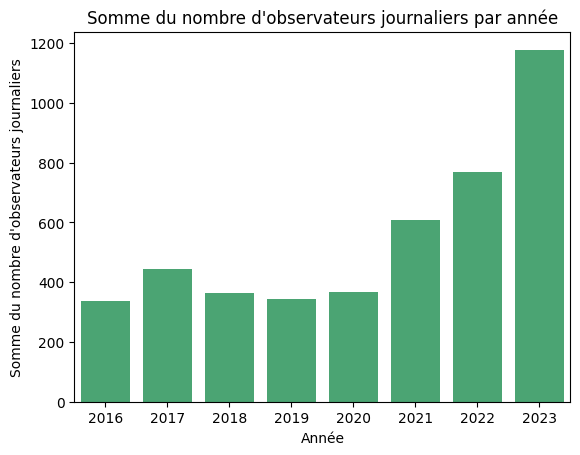 Somme du nombre d'observateurs journaliers par année
Somme du nombre d'observateurs journaliers
1200
1000
800
600
400
200
0
2016 2017 2018 2019 2020 2021 2022 2023
Année